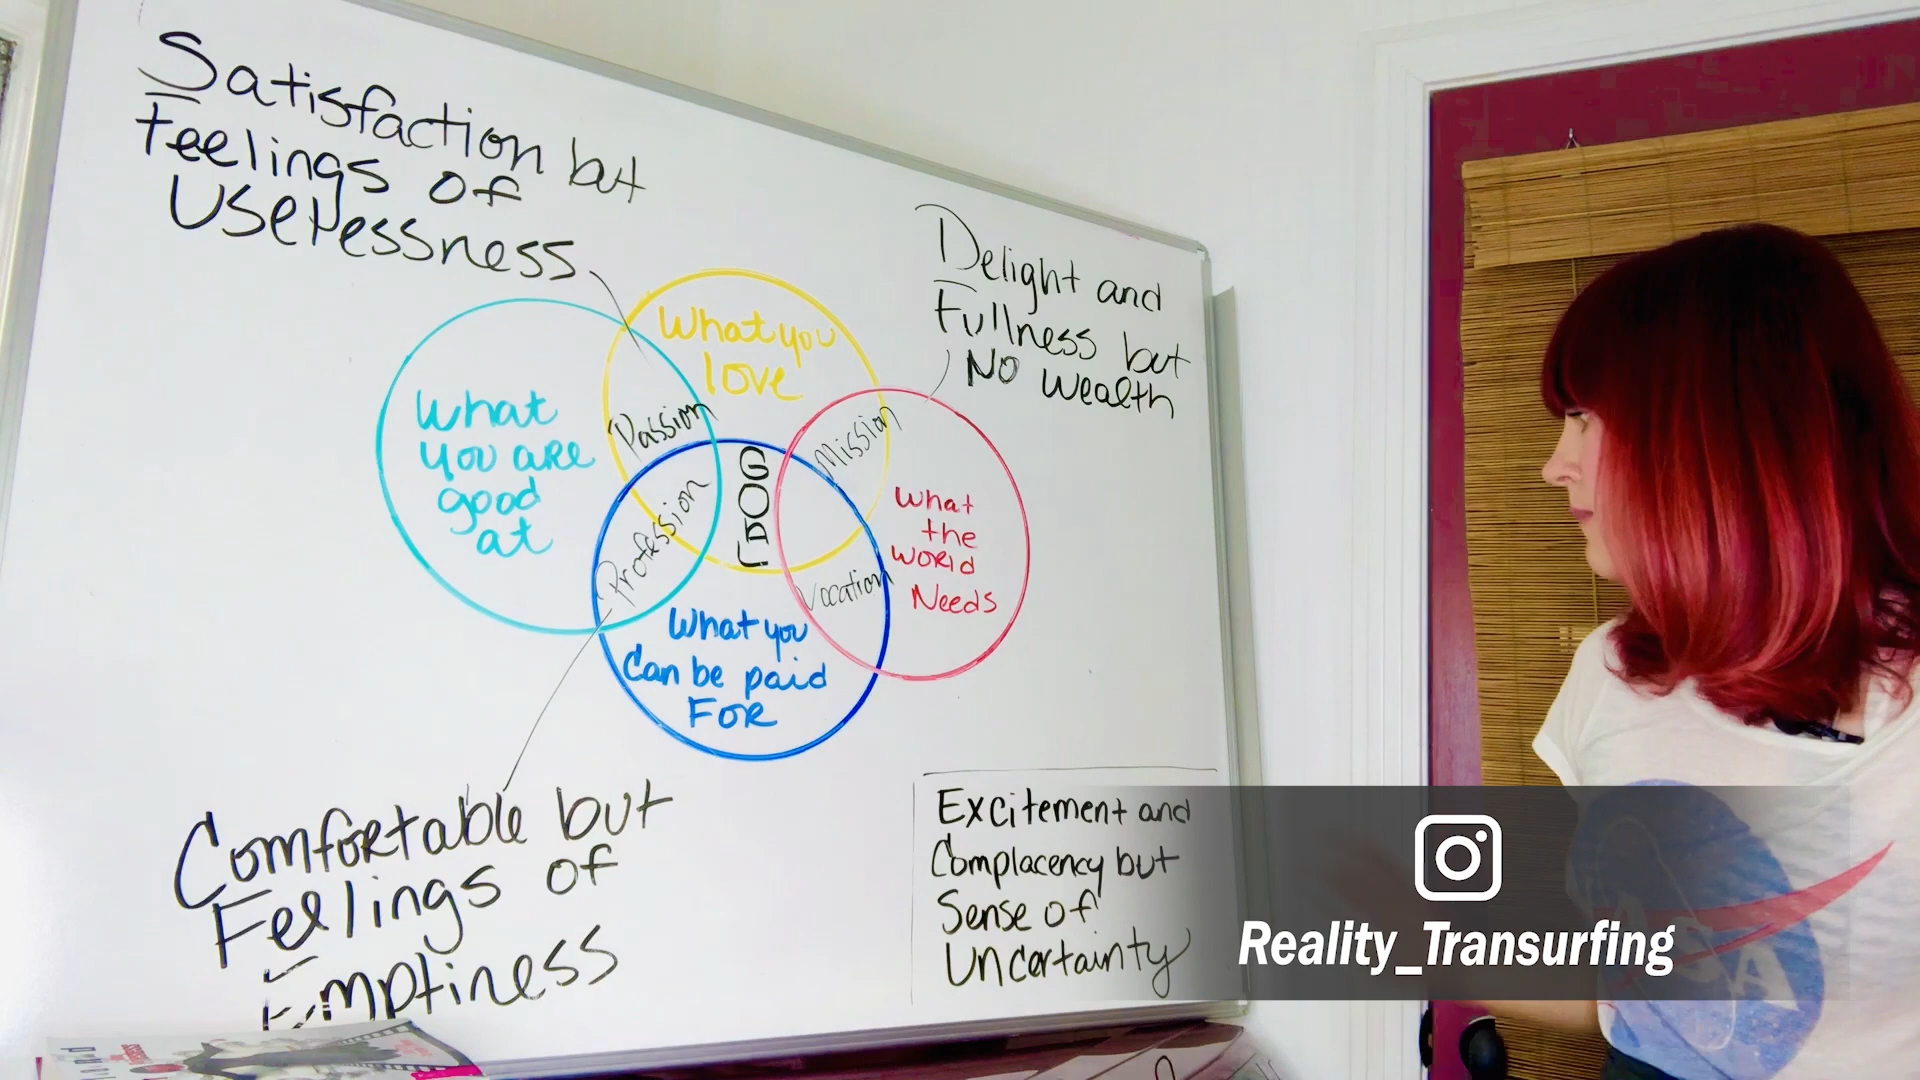 Satisfaction but
Feelings of
Uselessness
Delight and
Fullness but
No wealth
What you
love
What
you are
good
at
Passion
Mission
GOAL
Profession
Vocation
What
the
World
Needs
What you
Can be paid
FOR
Comfortable but
Feelings of
Emptiness
Excitement and
Complacency but
Sense of
Uncertainty
Reality_Transurfing